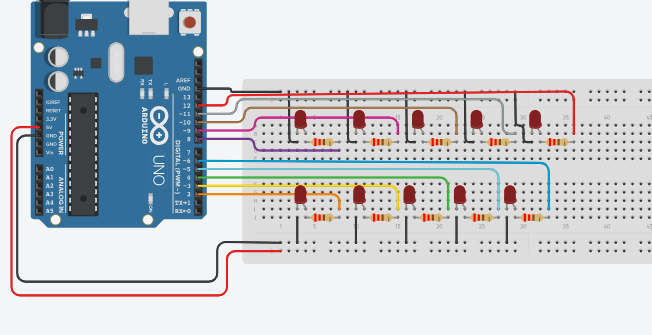 AREF
GND
13
12
~11
~10
~9
8
7
~6
~5
4
~3
2
TX→1
RX←0
DIGITAL (PWM~)
L
TX
RX
ARDUINO
UNO
ON
IOREF
RESET
3.3V
5V
GND
GND
Vin
POWER
A0
A1
A2
A3
A4
A5
ANALOG IN
40
1
5
10
15
20
25
30
35
40